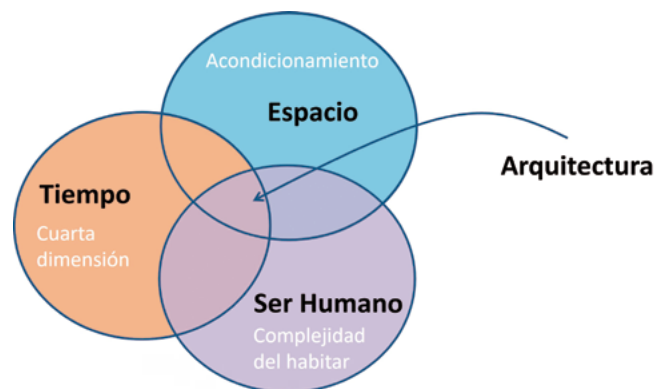 Acondicionamiento
Espacio
Arquitectura
Tiempo
Cuarta
dimensión
Ser Humano
Complejidad
del habitar